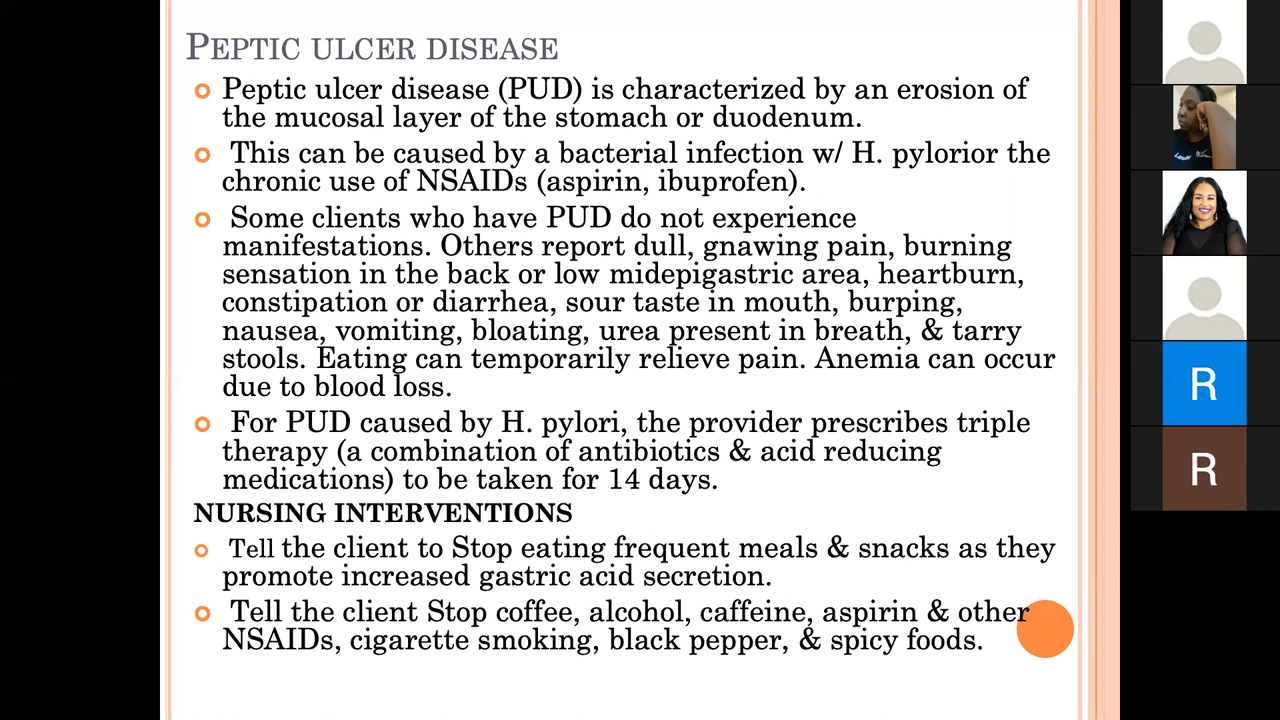 PEPTIC ULCER DISEASE
Peptic ulcer disease (PUD) is characterized by an erosion of
the mucosal layer of the stomach or duodenum.
This can be caused by a bacterial infection w/ H. pylorior the
chronic use of NSAIDs (aspirin, ibuprofen).
Some clients who have PUD do not experience
manifestations. Others report dull, gnawing pain, burning
sensation in the back or low midepigastric area, heartburn,
constipation or diarrhea, sour taste in mouth, burping,
nausea, vomiting, bloating, urea present in breath, & tarry
stools. Eating can temporarily relieve pain. Anemia can occur
due to blood loss.
For PUD caused by H. pylori, the provider prescribes triple
therapy (a combination of antibiotics & acid reducing
medications) to be taken for 14 days.
NURSING INTERVENTIONS
Tell the client to Stop eating frequent meals & snacks as they
promote increased gastric acid secretion.
Tell the client Stop coffee, alcohol, caffeine, aspirin & other
NSAIDs, cigarette smoking, black pepper, & spicy foods.
R
R